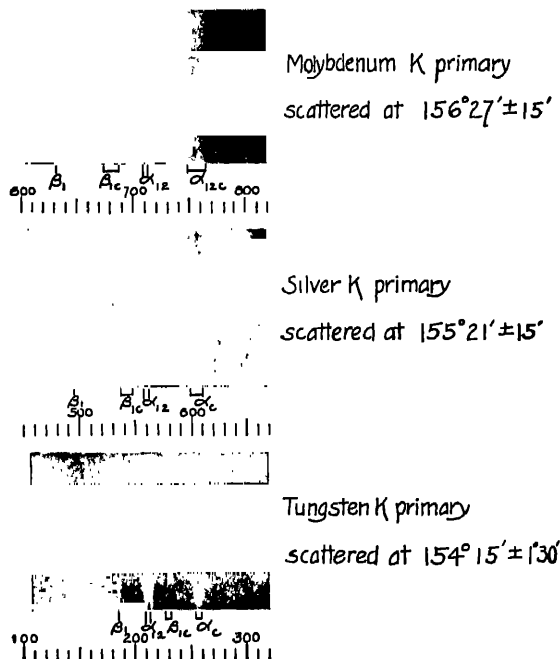 Molybdenum K primary
scattered at 156°27′±15′
β₁ β₁c α₁₂ α₁₂c
600 700 800
Silver K primary
scattered at 155°21′±15′
β₁ β₁c α₁₂ αc
500 600
Tungsten K primary
scattered at 154°15′±1°30′
β₁ α₁₂ β₁c αc
100 200 300